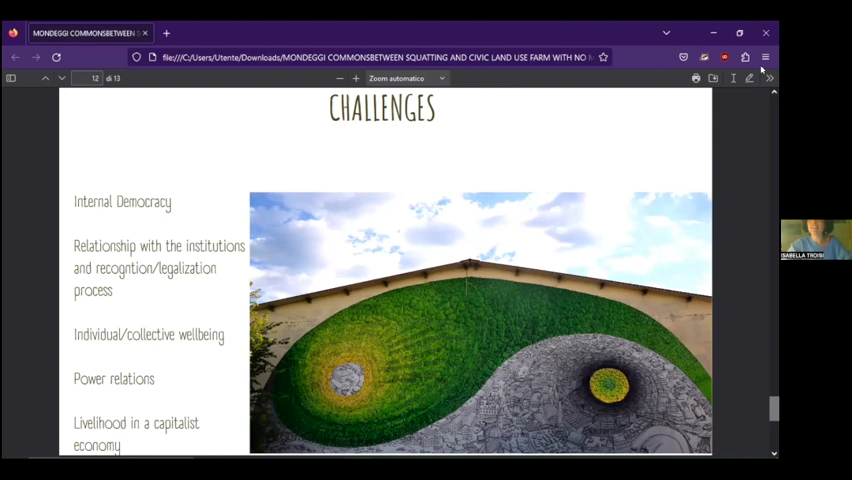 MONDEGGI COMMONSBETWEEN S
file:///C:/Users/Utente/Downloads/MONDEGGI COMMONSBETWEEN SQUATTING AND CIVIC LAND USE FARM WITH NO M
12 di 13
Zoom automatico
CHALLENGES
Internal Democracy
Relationship with the institutions
and recogntion/legalization
process
Individual/collective wellbeing
Power relations
Livelihood in a capitalist
economy
ISABELLA TROISI